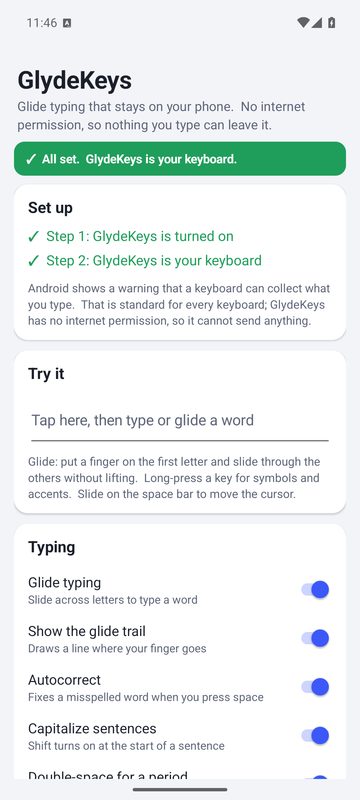 11:46
GlydeKeys
Glide typing that stays on your phone.  No internet
permission, so nothing you type can leave it.
✓ All set.  GlydeKeys is your keyboard.
Set up
✓ Step 1: GlydeKeys is turned on
✓ Step 2: GlydeKeys is your keyboard
Android shows a warning that a keyboard can collect what
you type.  That is standard for every keyboard; GlydeKeys
has no internet permission, so it cannot send anything.
Try it
Tap here, then type or glide a word
Glide: put a finger on the first letter and slide through the
others without lifting.  Long-press a key for symbols and
accents.  Slide on the space bar to move the cursor.
Typing
Glide typing
Slide across letters to type a word
Show the glide trail
Draws a line where your finger goes
Autocorrect
Fixes a misspelled word when you press space
Capitalize sentences
Shift turns on at the start of a sentence
Double-space for a period